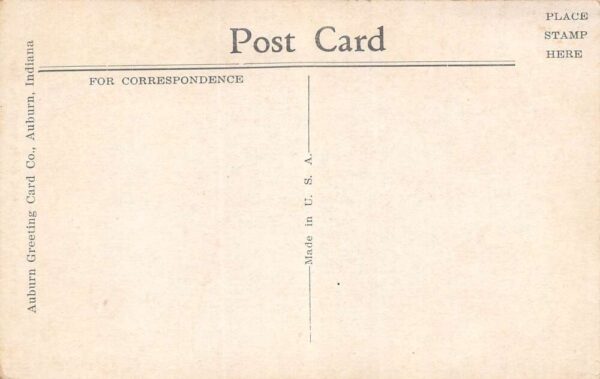 Post Card
PLACE
STAMP
HERE
FOR CORRESPONDENCE
Auburn Greeting Card Co., Auburn, Indiana
Made in U. S. A.